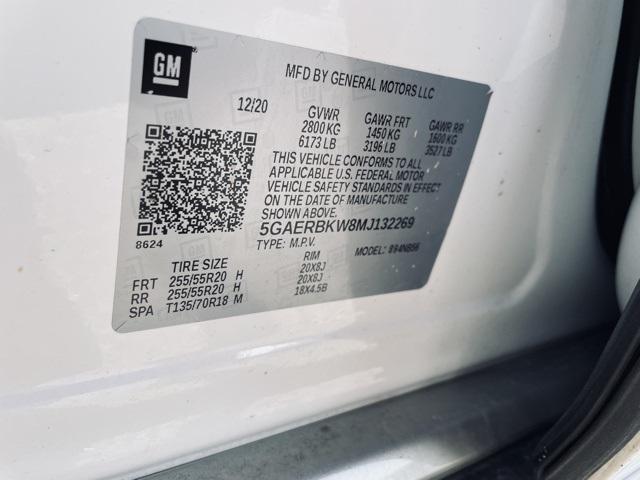 GM
MFD BY GENERAL MOTORS LLC
12/20 GVWR GAWR FRT GAWR RR
2800 KG 1450 KG 1600 KG
6173 LB 3196 LB 3527 LB
THIS VEHICLE CONFORMS TO ALL
APPLICABLE U.S. FEDERAL MOTOR
VEHICLE SAFETY STANDARDS IN EFFECT
ON THE DATE OF MANUFACTURE
SHOWN ABOVE.
8624
5GAERBKW8MJ132269
TYPE: M.P.V. MODEL:
TIRE SIZE RIM
FRT 255/55R20 H 20X8J
RR 255/55R20 H 20X8J
SPA T135/70R18 M 18X4.5B